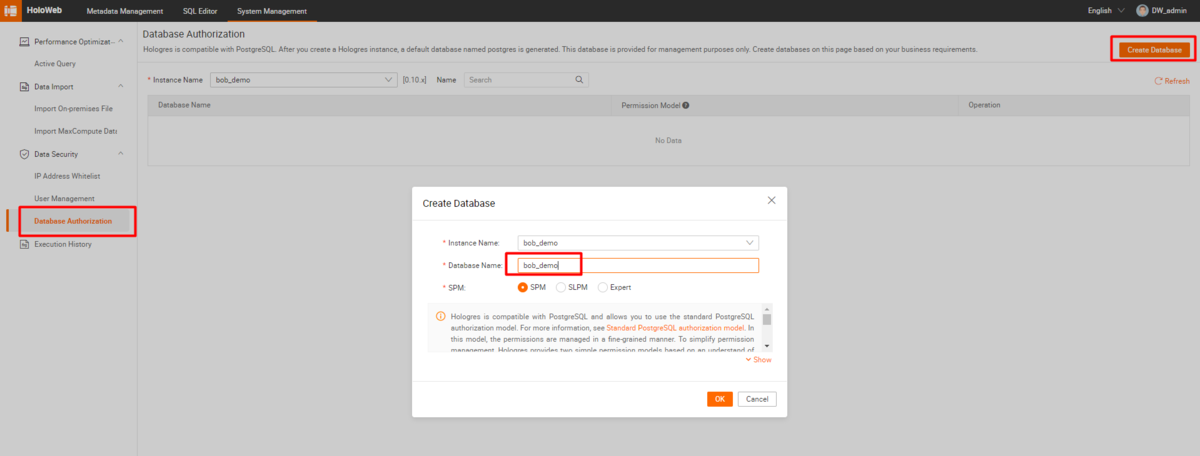 HoloWeb Metadata Management SQL Editor System Management English DW_admin
Performance Optimizat..
Active Query
Data Import
Import On-premises File
Import MaxCompute Data
Data Security
IP Address Whitelist
User Management
Database Authorization
Execution History
Database Authorization
Hologres is compatible with PostgreSQL. After you create a Hologres instance, a default database named postgres is generated. This database is provided for management purposes only. Create databases on this page based on your business requirements.
Create Database
* Instance Name bob_demo [0.10.x] Name Search
Refresh
Database Name Permission Model Operation
No Data
Create Database
* Instance Name: bob_demo
* Database Name: bob_demo
* SPM: SPM SLPM Expert
Hologres is compatible with PostgreSQL and allows you to use the standard PostgreSQL
authorization model. For more information, see Standard PostgreSQL authorization model. In
this model, the permissions are managed in a fine-grained manner. To simplify permission
management, Hologres provides two simple permission models based on an understand of
Show
OK Cancel